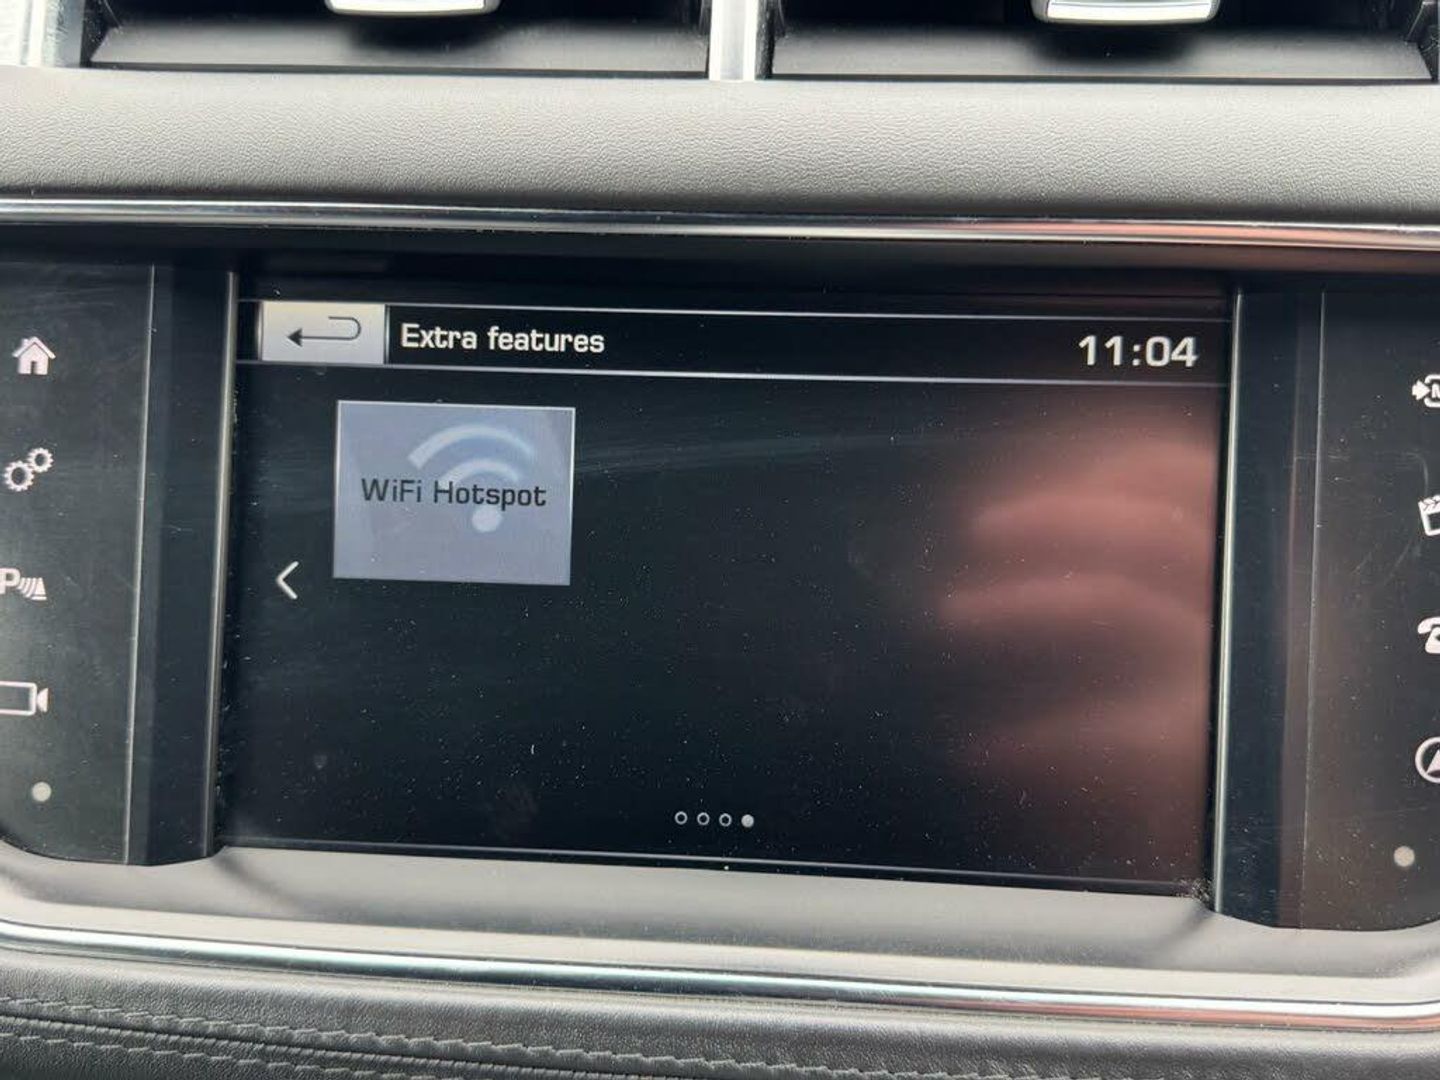 Extra features
11:04
WiFi Hotspot
P